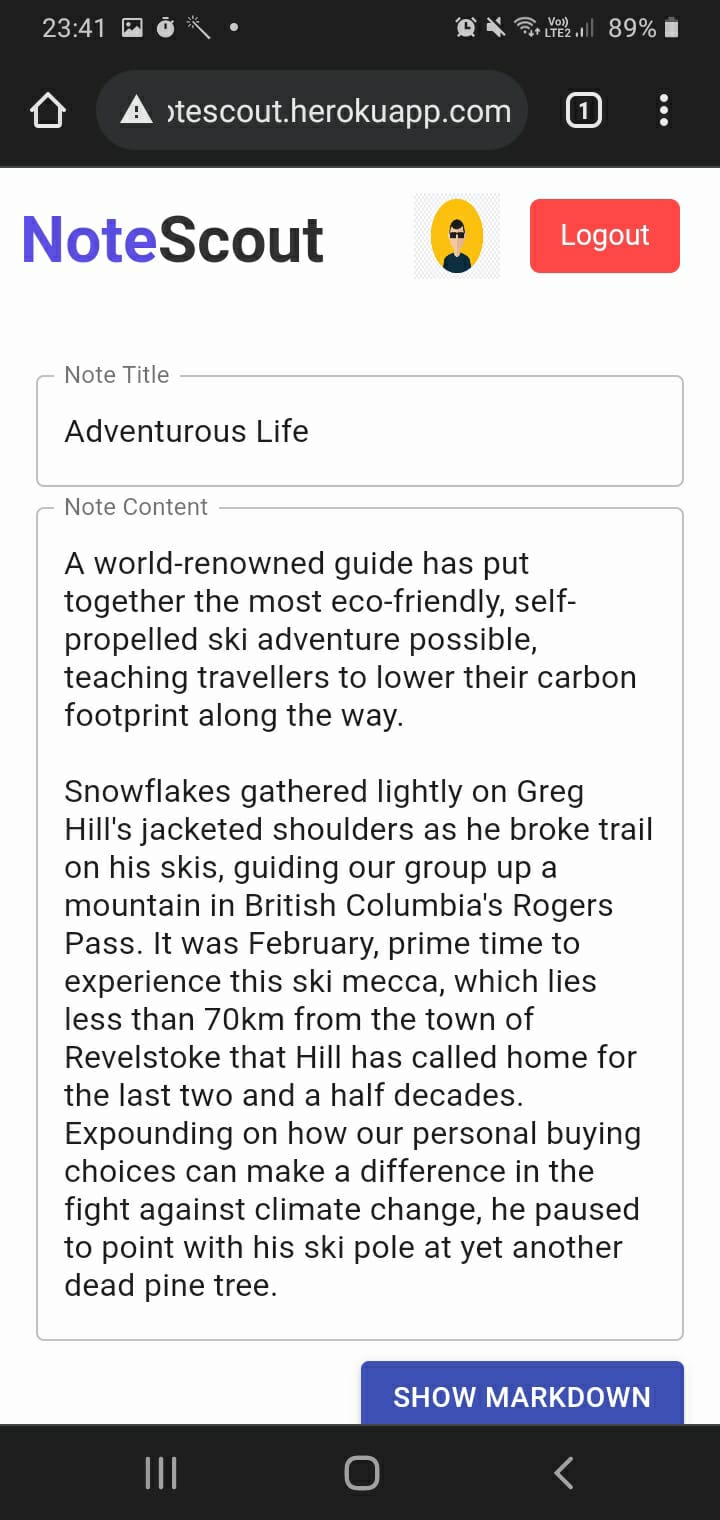 23:41 Vo)) LTE2 89%
otescout.herokuapp.com 1
NoteScout Logout
Note Title
Adventurous Life
Note Content
A world-renowned guide has put
together the most eco-friendly, self-
propelled ski adventure possible,
teaching travellers to lower their carbon
footprint along the way.
Snowflakes gathered lightly on Greg
Hill's jacketed shoulders as he broke trail
on his skis, guiding our group up a
mountain in British Columbia's Rogers
Pass. It was February, prime time to
experience this ski mecca, which lies
less than 70km from the town of
Revelstoke that Hill has called home for
the last two and a half decades.
Expounding on how our personal buying
choices can make a difference in the
fight against climate change, he paused
to point with his ski pole at yet another
dead pine tree.
SHOW MARKDOWN